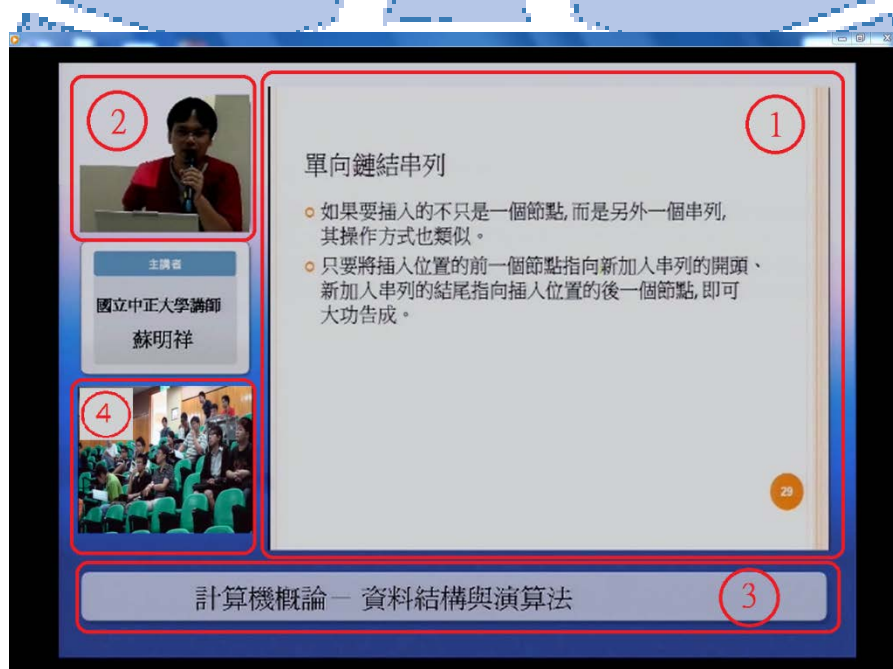 2
主講者
國立中正大學講師
蘇明祥
4
1
單向鏈結串列
如果要插入的不只是一個節點,而是另外一個串列,
其操作方式也類似。
只要將插入位置的前一個節點指向新加入串列的開頭、
新加入串列的結尾指向插入位置的後一個節點,即可
大功告成。
29
計算機概論－ 資料結構與演算法
3